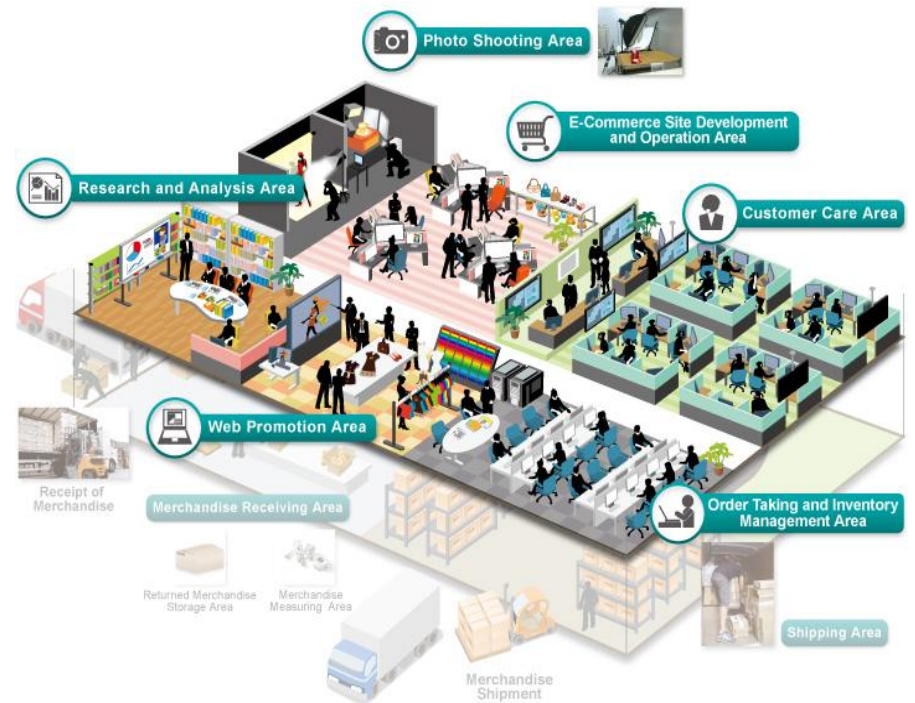 Photo Shooting Area
E-Commerce Site Development
and Operation Area
Research and Analysis Area
Customer Care Area
Web Promotion Area
Receipt of
Merchandise
Merchandise Receiving Area
Order Taking and Inventory
Management Area
Returned Merchandise
Storage Area
Merchandise
Measuring Area
Shipping Area
Merchandise
Shipment